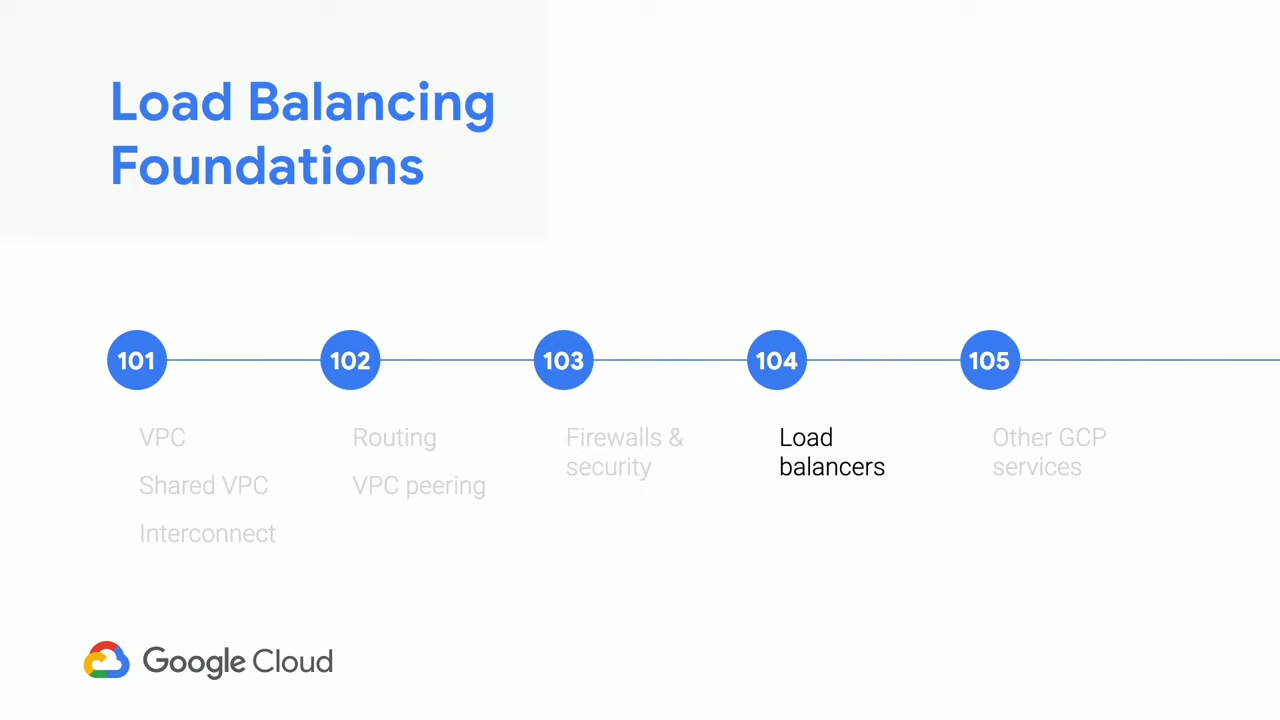 Load Balancing
Foundations
101
102
103
104
105
VPC
Shared VPC
Interconnect
Routing
VPC peering
Firewalls &
security
Load
balancers
Other GCP
services
Google Cloud